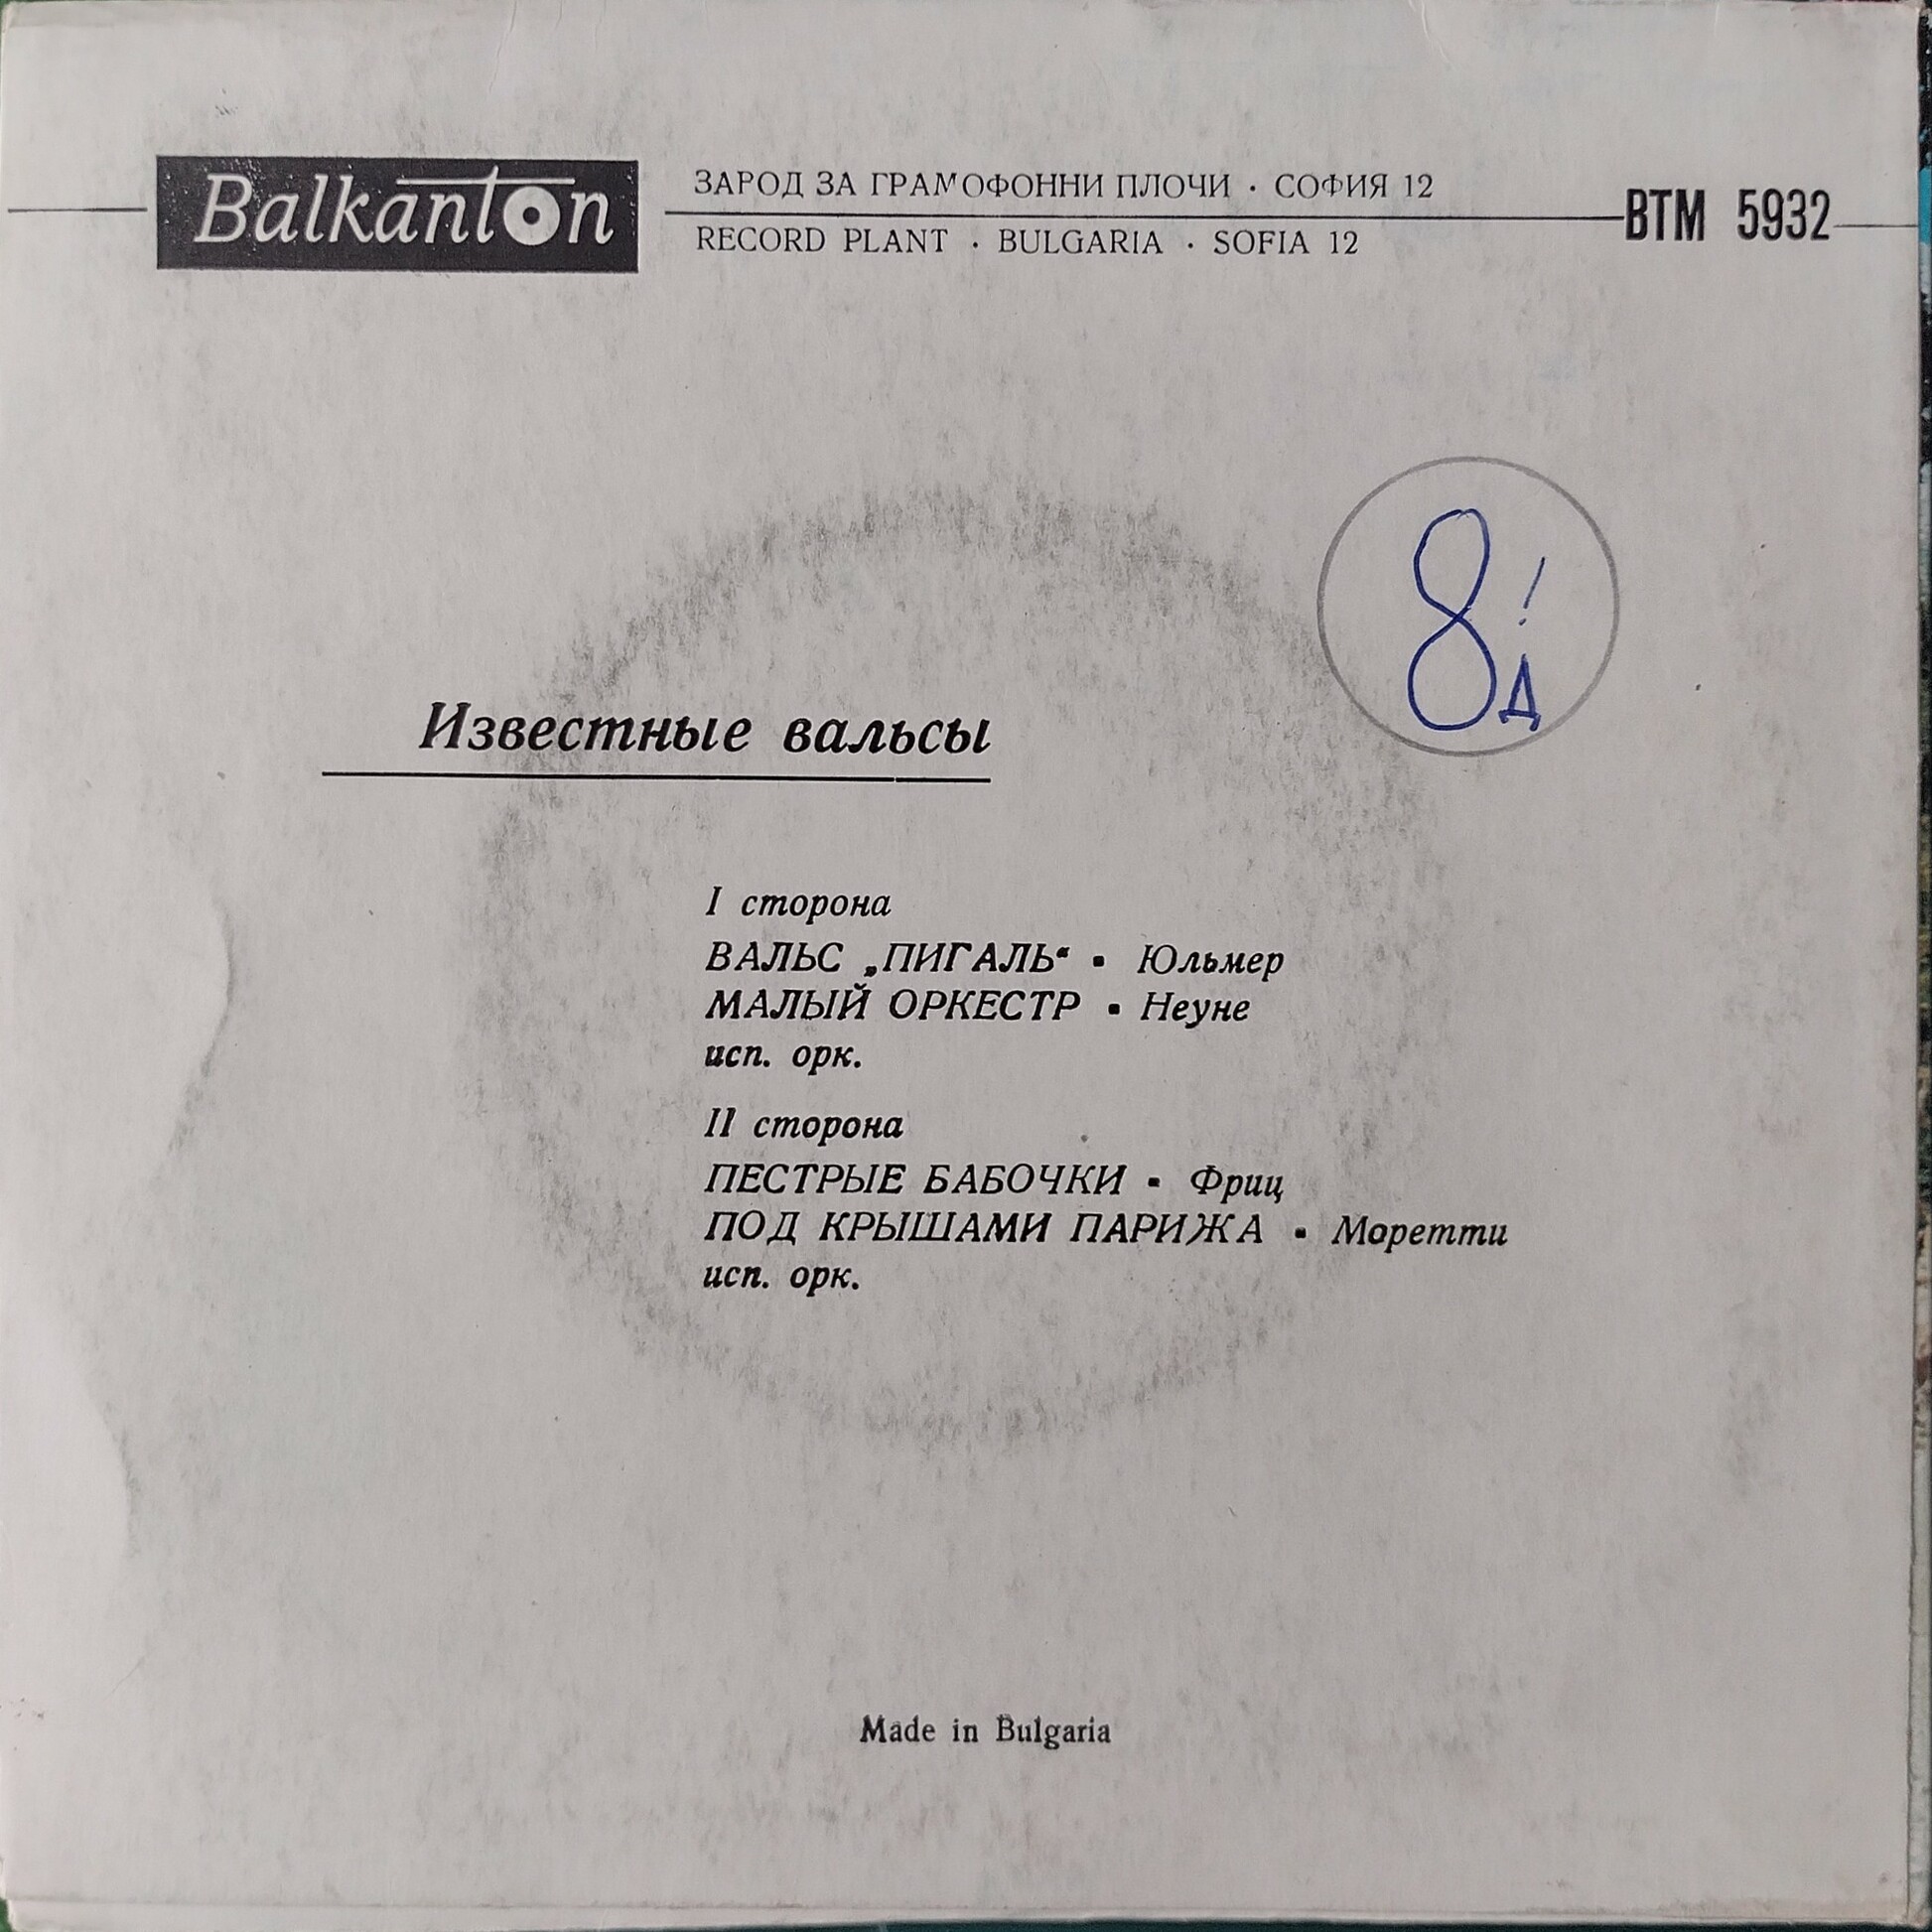 Balkanton
ЗАРОД ЗА ГРАМОФОННИ ПЛОЧИ · СОФИЯ 12
RECORD PLANT · BULGARIA · SOFIA 12
ВТМ 5932
8!
Д
Известные вальсы
I сторона
ВАЛЬС „ПИГАЛЬ“ ▪ Юльмер
МАЛЫЙ ОРКЕСТР ▪ Неуне
исп. орк.
II сторона
ПЕСТРЫЕ БАБОЧКИ ▪ Фриц
ПОД КРЫШАМИ ПАРИЖА ▪ Моретти
исп. орк.
Made in Bulgaria